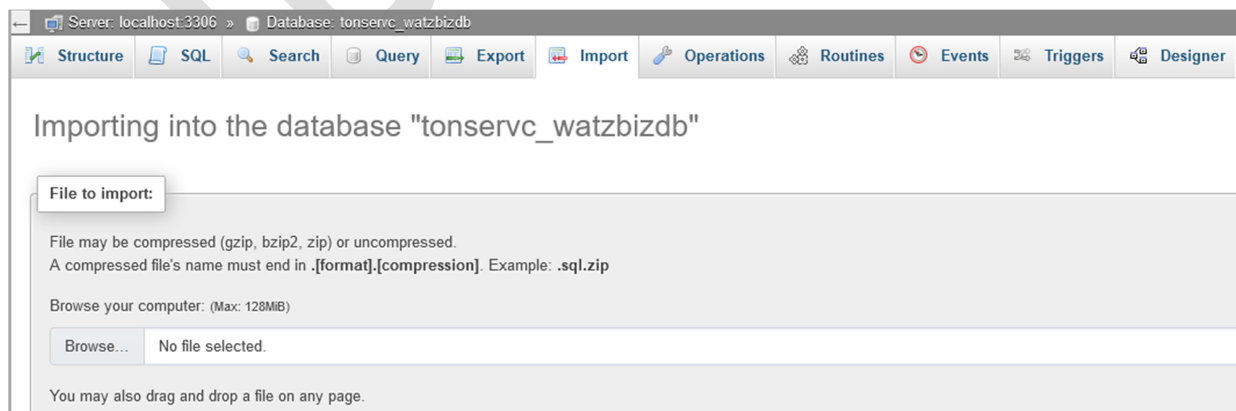 ← Server: localhost:3306 » Database: tonservc_watzbizdb
Structure SQL Search Query Export Import Operations Routines Events Triggers Designer
Importing into the database "tonservc_watzbizdb"
File to import:
File may be compressed (gzip, bzip2, zip) or uncompressed.
A compressed file's name must end in .[format].[compression]. Example: .sql.zip
Browse your computer: (Max: 128MiB)
Browse... No file selected.
You may also drag and drop a file on any page.